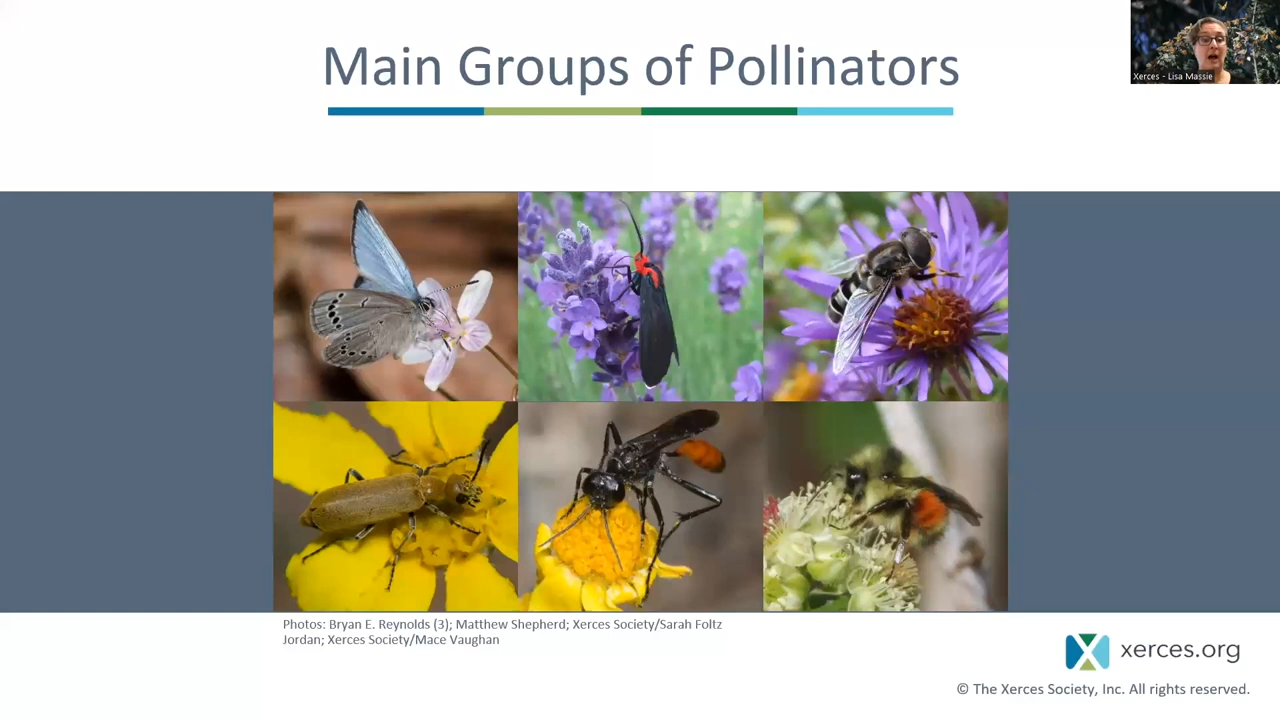 Main Groups of Pollinators
Xerces - Lisa Massie
Photos: Bryan E. Reynolds (3); Matthew Shepherd; Xerces Society/Sarah Foltz
Jordan; Xerces Society/Mace Vaughan
xerces.org
© The Xerces Society, Inc. All rights reserved.